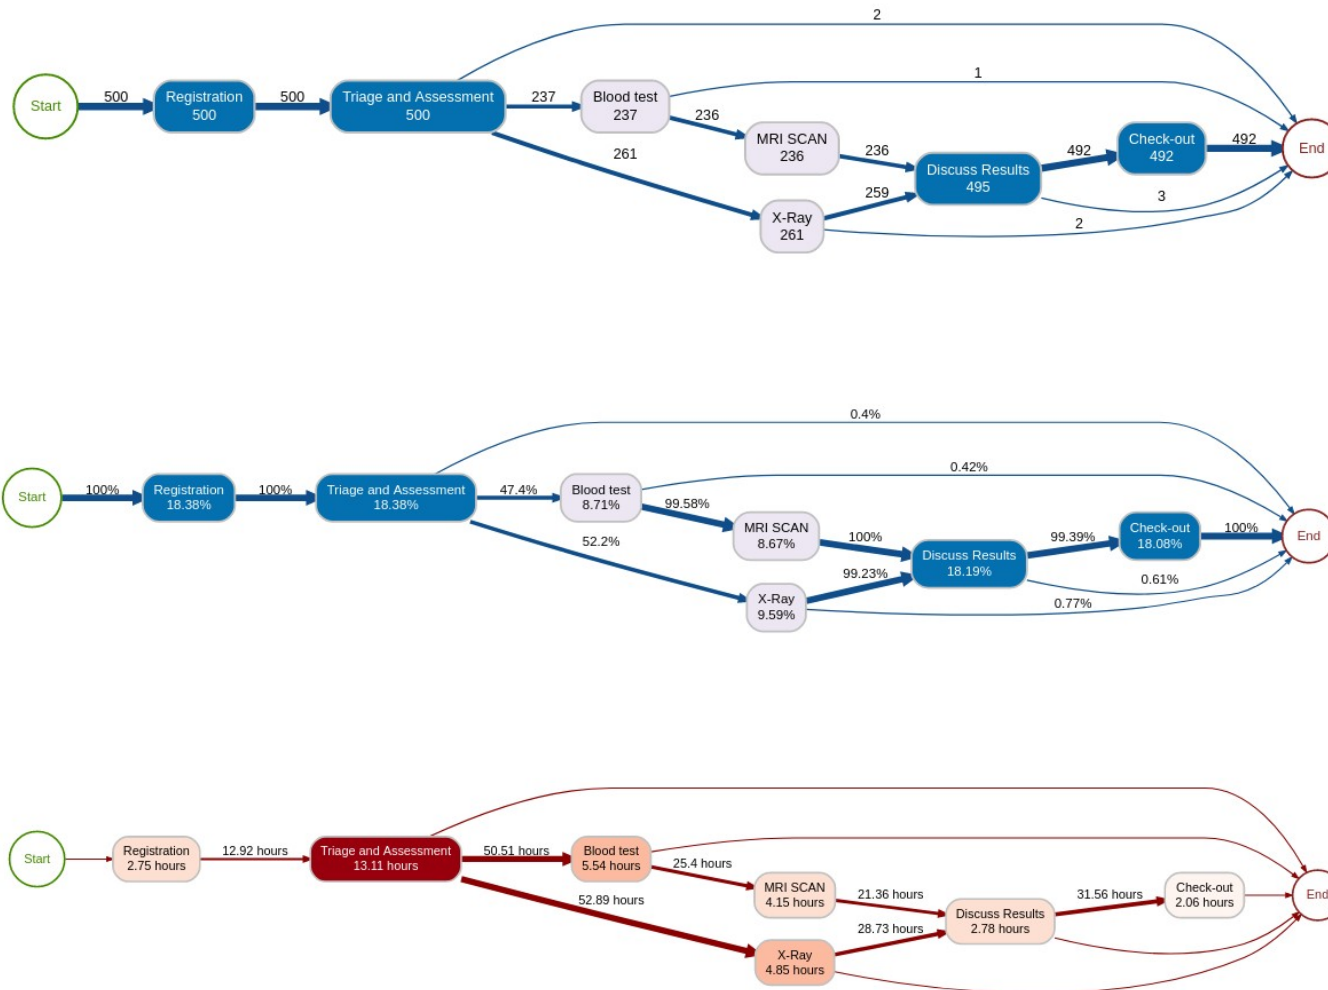 2
Start
500
Registration
500
500
Triage and Assessment
500
237
Blood test
237
1
236
MRI SCAN
236
261
236
X-Ray
261
259
Discuss Results
495
492
Check-out
492
492
End
3
2
0.4%
Start
100%
Registration
18.38%
100%
Triage and Assessment
18.38%
47.4%
Blood test
8.71%
0.42%
99.58%
MRI SCAN
8.67%
52.2%
100%
X-Ray
9.59%
99.23%
Discuss Results
18.19%
99.39%
Check-out
18.08%
100%
End
0.61%
0.77%
Start
Registration
2.75 hours
12.92 hours
Triage and Assessment
13.11 hours
50.51 hours
Blood test
5.54 hours
25.4 hours
MRI SCAN
4.15 hours
52.89 hours
21.36 hours
X-Ray
4.85 hours
28.73 hours
Discuss Results
2.78 hours
31.56 hours
Check-out
2.06 hours
End